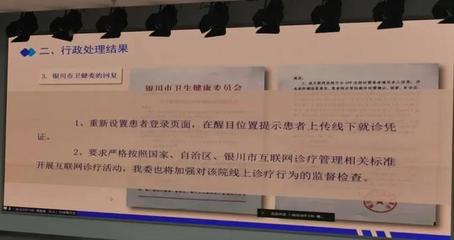 二、行政处理结果
3. 银川市卫健委的回复
银川市卫生健康委员会
1、重新设置患者登录页面，在醒目位置提示患者上传线下就诊凭
证。
2、要求严格按照国家、自治区、银川市互联网诊疗管理相关标准
开展互联网诊疗活动，我委也将加强对该院线上诊疗行为的监督检查。